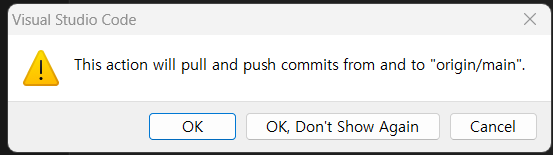 Visual Studio Code
This action will pull and push commits from and to "origin/main".
OK
OK, Don't Show Again
Cancel